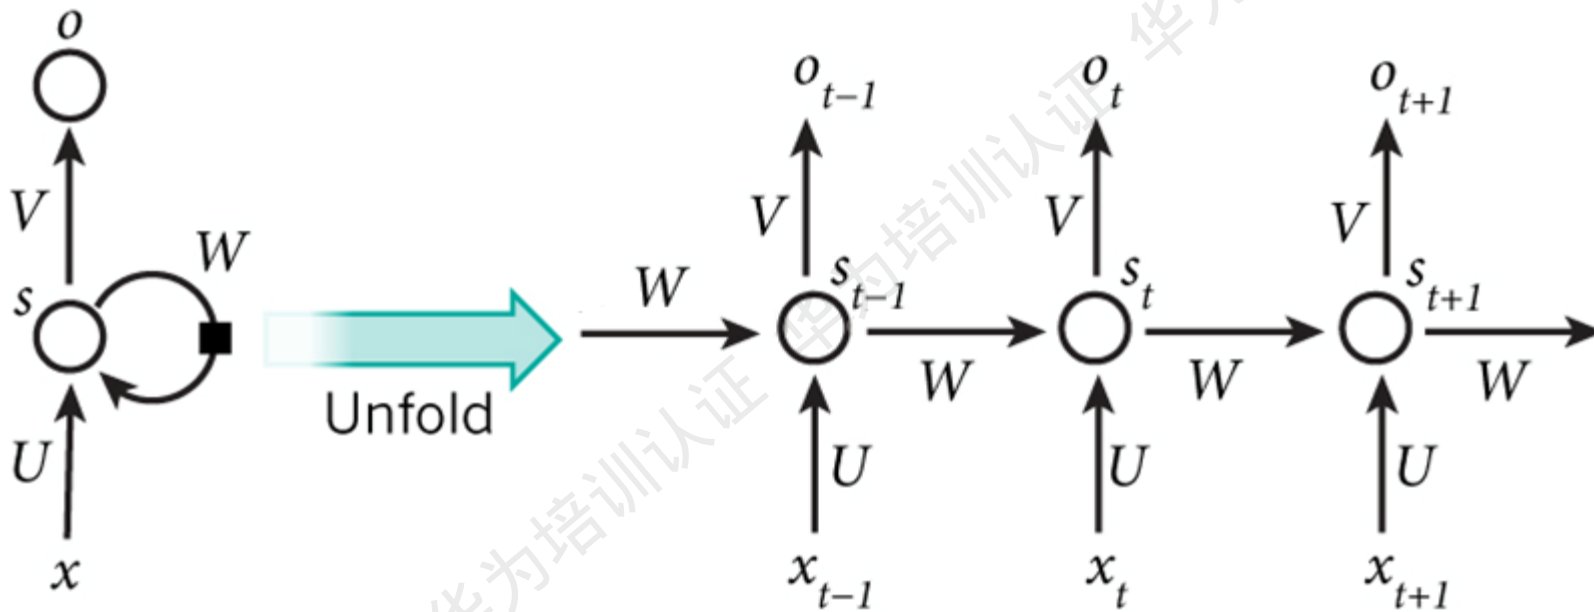 o
V
W
s
U
x
Unfold
W
o t-1
o t
o t+1
V
V
V
s t-1
s t
s t+1
W
W
W
U
U
U
x t-1
x t
x t+1
华为培训认证
华为培训认证